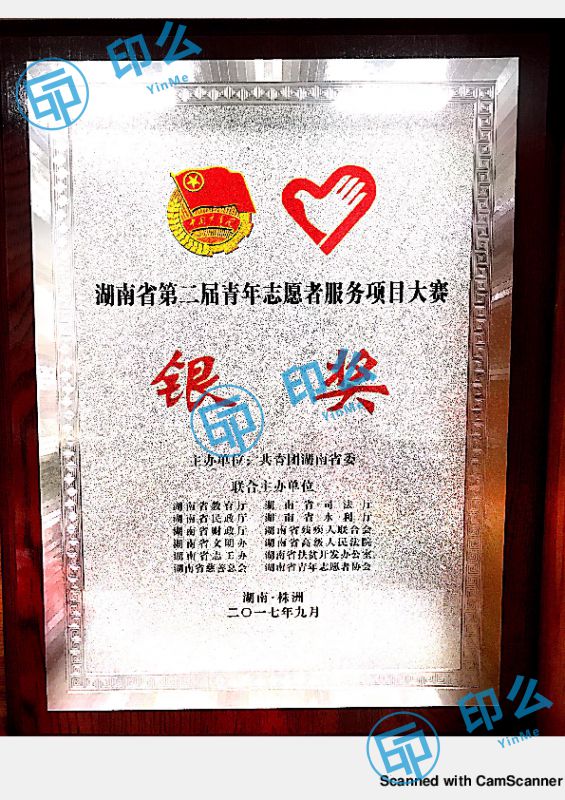 印么
YinMe
湖南省第二届青年志愿者服务项目大赛
银 奖
印么
YinMe
主办单位：共青团湖南省委
联合主办单位
湖南省教育厅 湖南省司法厅
湖南省民政厅 湖南省水利厅
湖南省财政厅 湖南省残疾人联合会
湖南省文明办 湖南省高级人民法院
湖南省志工办 湖南省扶贫开发办公室
湖南省慈善总会 湖南省青年志愿者协会
湖南·株洲
二〇一七年九月
印么
YinMe
Scanned with CamScanner